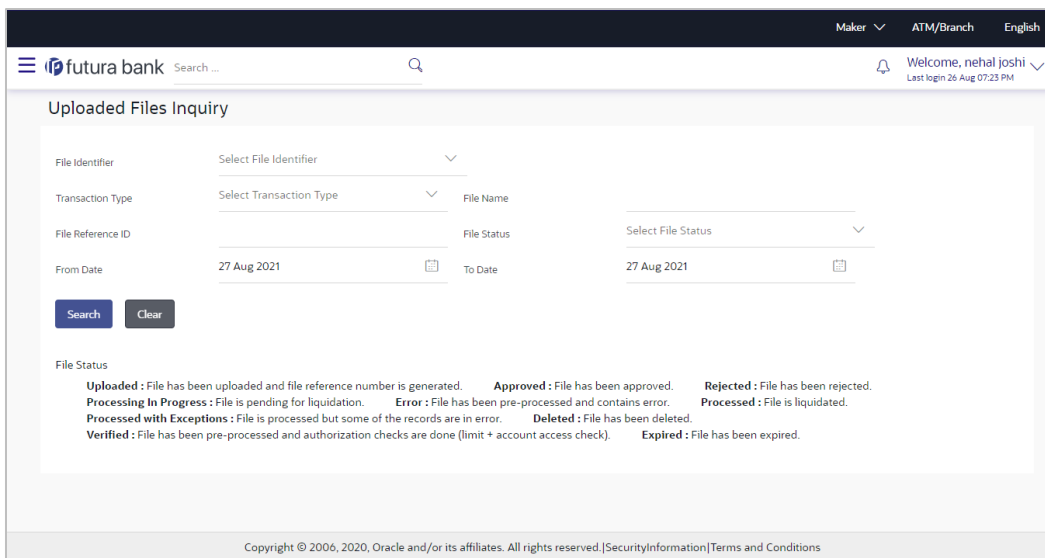 Maker ATM/Branch English
futura bank Search ... Welcome, nehal joshi
Last login 26 Aug 07:23 PM
Uploaded Files Inquiry
File Identifier Select File Identifier
Transaction Type Select Transaction Type File Name
File Reference ID File Status Select File Status
From Date 27 Aug 2021 To Date 27 Aug 2021
Search Clear
File Status
Uploaded : File has been uploaded and file reference number is generated. Approved : File has been approved. Rejected : File has been rejected.
Processing In Progress : File is pending for liquidation. Error : File has been pre-processed and contains error. Processed : File is liquidated.
Processed with Exceptions : File is processed but some of the records are in error. Deleted : File has been deleted.
Verified : File has been pre-processed and authorization checks are done (limit + account access check). Expired : File has been expired.
Copyright © 2006, 2020, Oracle and/or its affiliates. All rights reserved.|SecurityInformation|Terms and Conditions